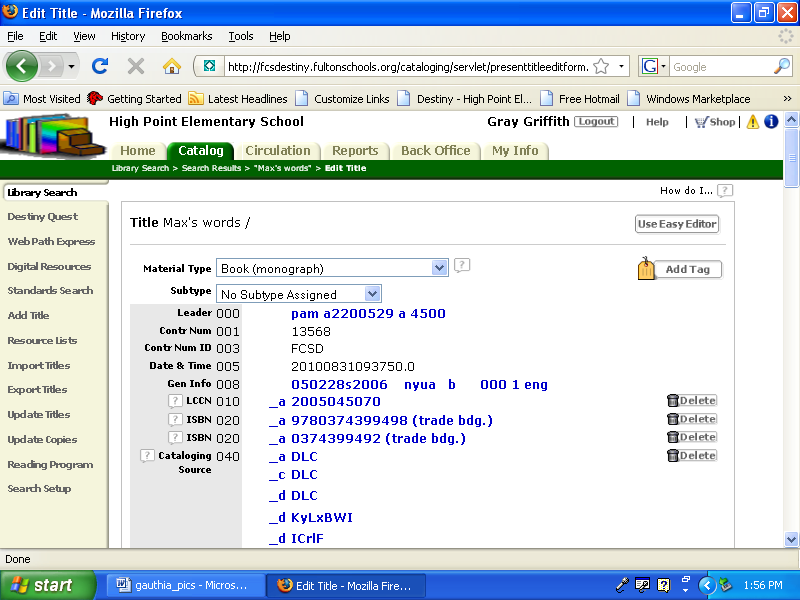 Edit Title - Mozilla Firefox
File Edit View History Bookmarks Tools Help
http://fcsdestiny.fultonschools.org/cataloging/servlet/presenttitleeditform.
G Google
Most Visited Getting Started Latest Headlines Customize Links Destiny - High Point El... Free Hotmail Windows Marketplace »
High Point Elementary School
Gray Griffith Logout | Help | Shop |
Home Catalog Circulation Reports Back Office My Info
Library Search > Search Results > "Max's words" > Edit Title
How do I... ?
Library Search
Destiny Quest
Web Path Express
Digital Resources
Standards Search
Add Title
Resource Lists
Import Titles
Export Titles
Update Titles
Update Copies
Reading Program
Search Setup
Title Max's words /
Use Easy Editor
Material Type Book (monograph) ?
Add Tag
Subtype No Subtype Assigned
Leader 000 pam a2200529 a 4500
Contr Num 001 13568
Contr Num ID 003 FCSD
Date & Time 005 20100831093750.0
Gen Info 008 050228s2006 nyua b 000 1 eng
? LCCN 010 _a 2005045070 Delete
? ISBN 020 _a 9780374399498 (trade bdg.) Delete
? ISBN 020 _a 0374399492 (trade bdg.) Delete
? Cataloging Source 040 _a DLC Delete
_c DLC
_d DLC
_d KyLxBWI
_d ICrlF
Done
start gauthia_pics - Micros... Edit Title - Mozilla Fire... 1:56 PM